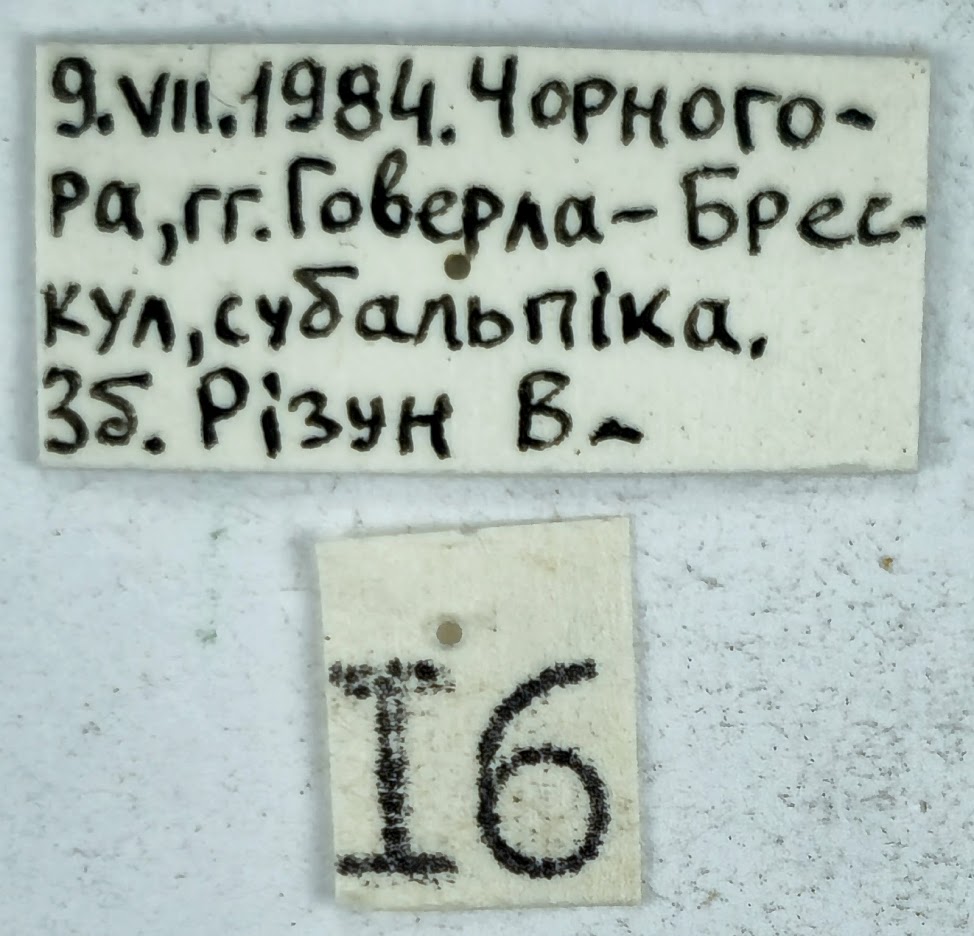 9.VII.1984. Чорного-
ра, гг. Говерла - Брес-
кул, субальпіка.
Зб. Різун В.
I6